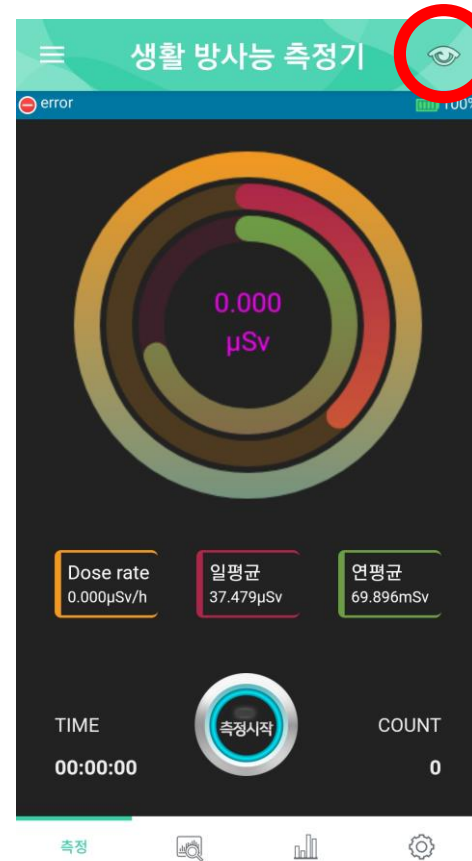 생활 방사능 측정기
error
100%
0.000
μSv
Dose rate
0.000μSv/h
일평균
37.479μSv
연평균
69.896mSv
TIME
측정시작
COUNT
00:00:00
0
측정